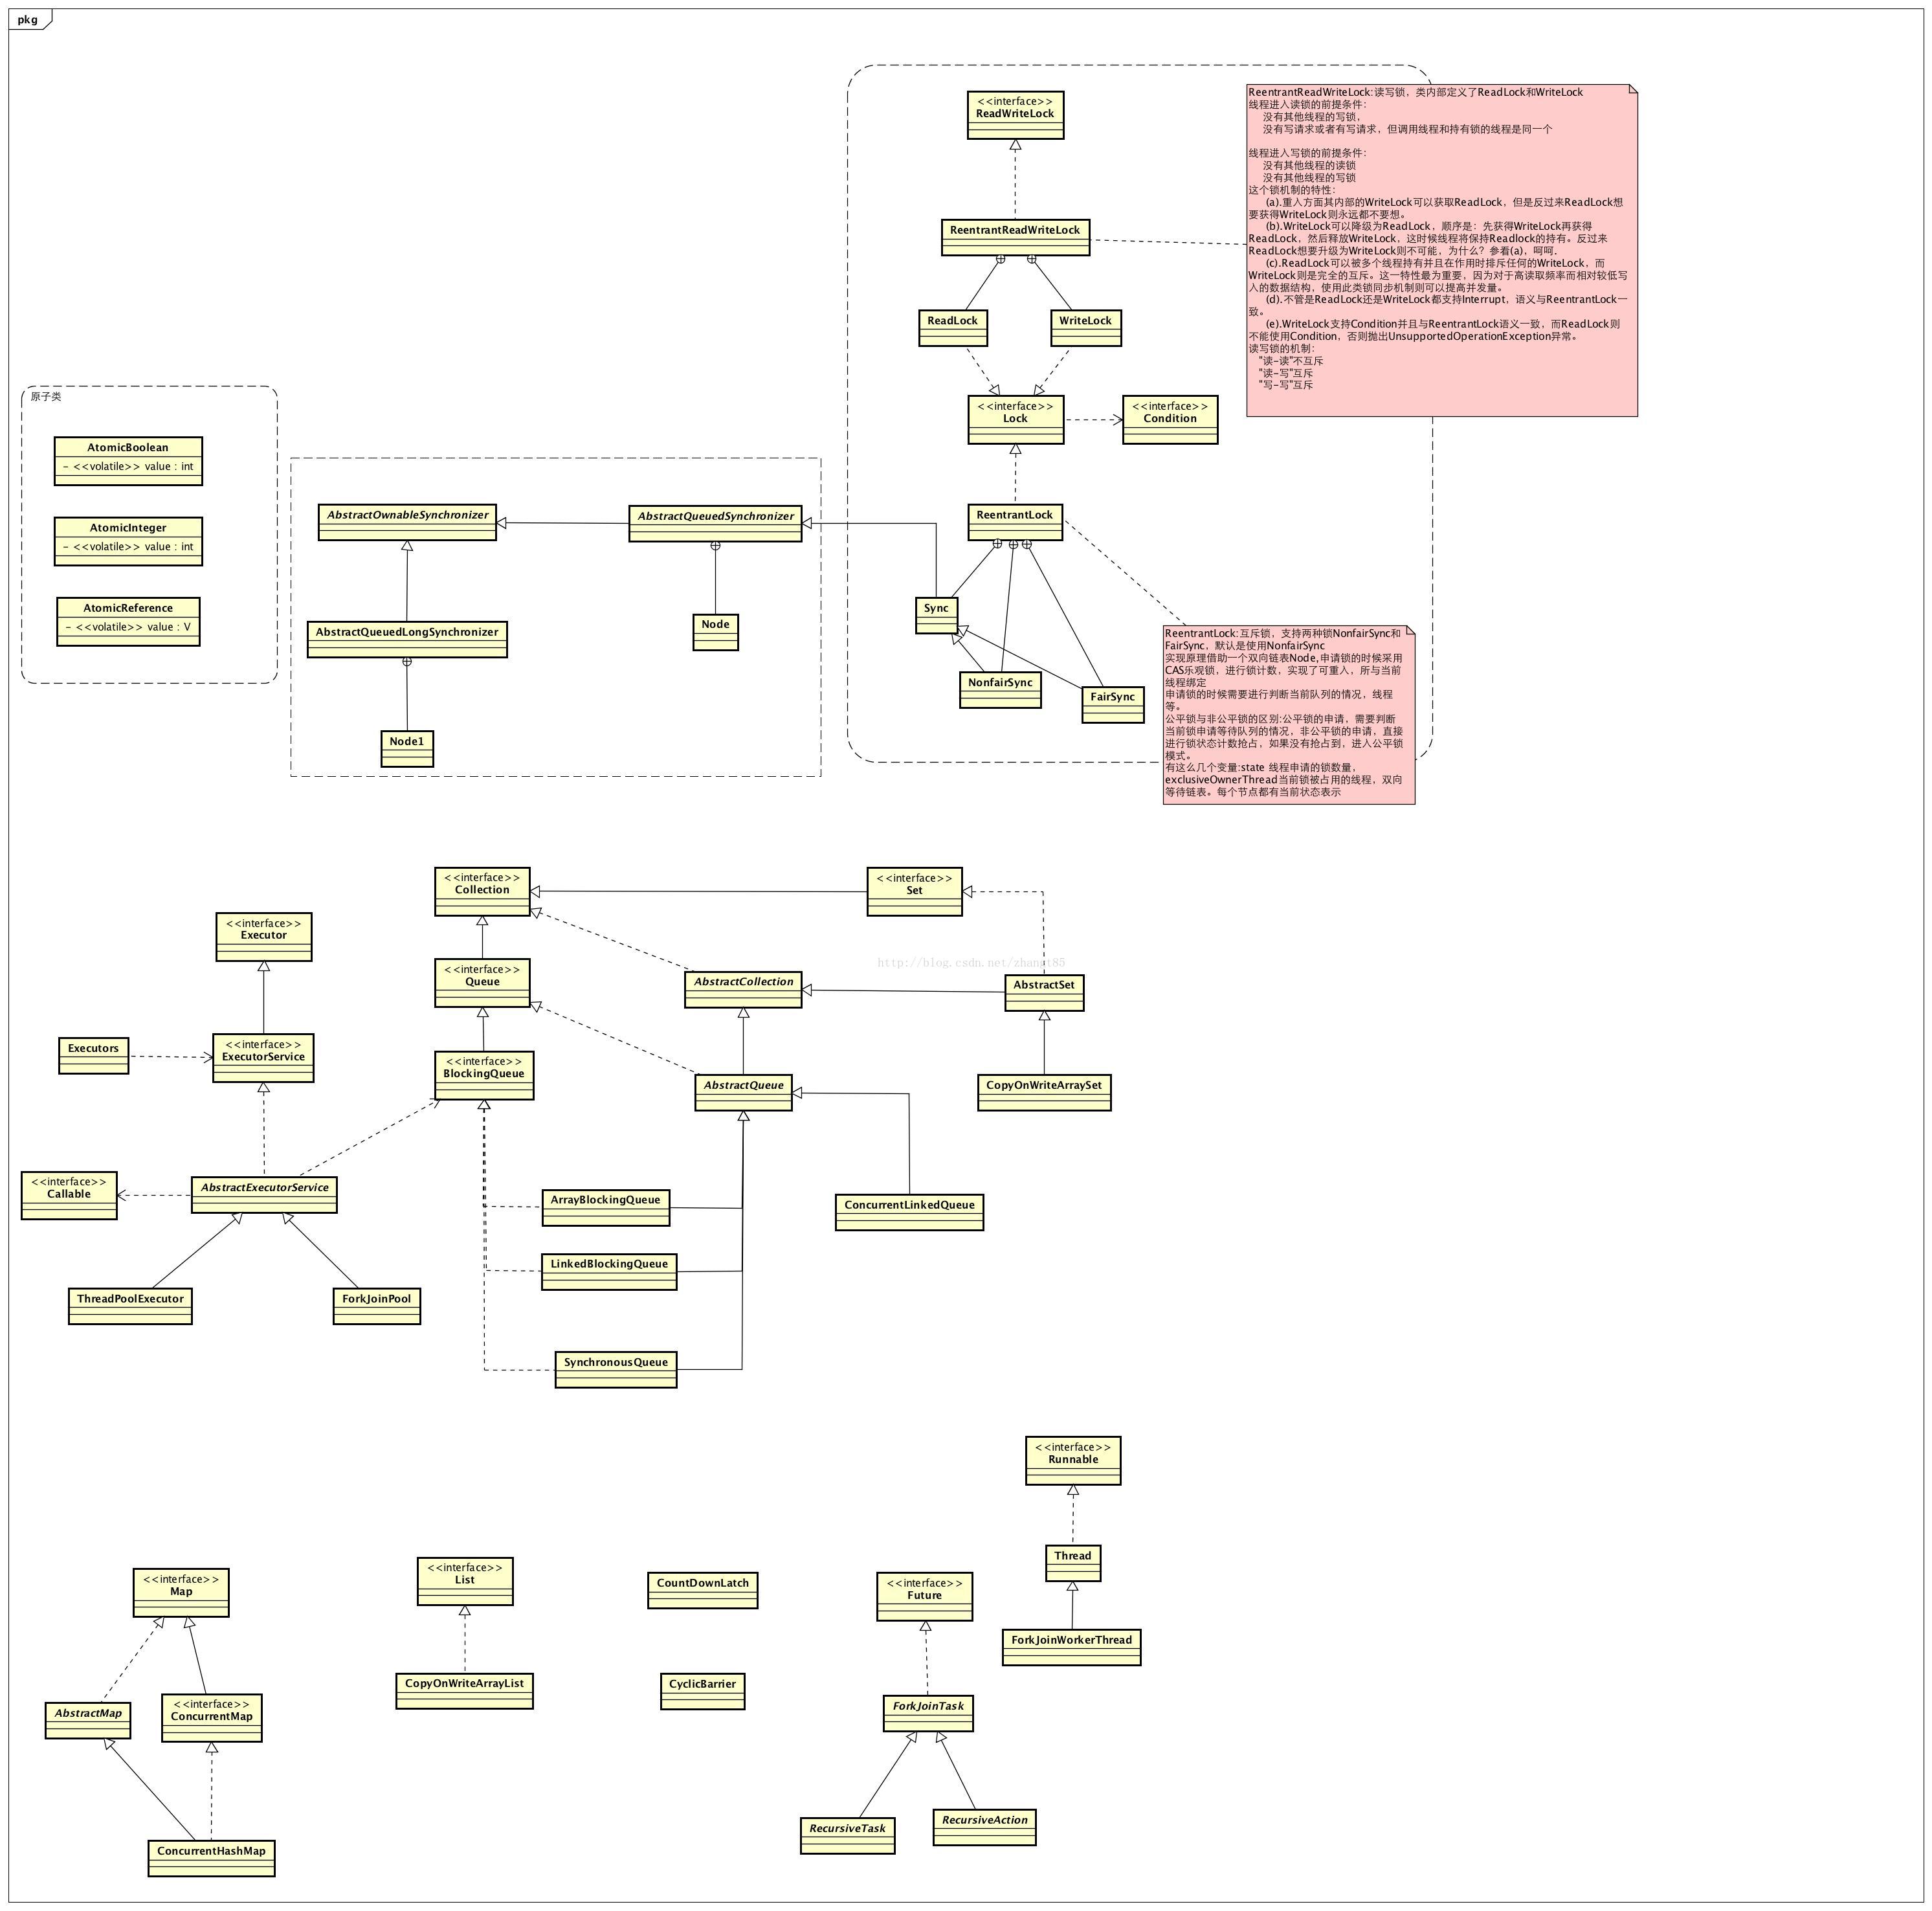 pkg
<<interface>>
ReadWriteLock
ReentrantReadWriteLock
ReadLock
WriteLock
<<interface>>
Lock
<<interface>>
Condition
ReentrantReadWriteLock:读写锁，类内部定义了ReadLock和WriteLock
线程进入读锁的前提条件：
没有其他线程的写锁，
没有写请求或者有写请求，但调用线程和持有锁的线程是同一个
线程进入写锁的前提条件：
没有其他线程的读锁
没有其他线程的写锁
这个锁机制的特性：
(a).重入方面其内部的WriteLock可以获取ReadLock，但是反过来ReadLock想
要获得WriteLock则永远都不要想。
(b).WriteLock可以降级为ReadLock，顺序是：先获得WriteLock再获得
ReadLock，然后释放WriteLock，这时候线程将保持Readlock的持有。反过来
ReadLock想要升级为WriteLock则不可能，为什么？参看(a)，呵呵.
(c).ReadLock可以被多个线程持有并且在作用时排斥任何的WriteLock，而
WriteLock则是完全的互斥。这一特性最为重要，因为对于高读取频率而相对较低写
入的数据结构，使用此类锁同步机制则可以提高并发量。
(d).不管是ReadLock还是WriteLock都支持Interrupt，语义与ReentrantLock一
致。
(e).WriteLock支持Condition并且与ReentrantLock语义一致，而ReadLock则
不能使用Condition，否则抛出UnsupportedOperationException异常。
读写锁的机制：
"读-读"不互斥
"读-写"互斥
"写-写"互斥
原子类
AtomicBoolean
- <<volatile>> value : int
AtomicInteger
- <<volatile>> value : int
AtomicReference
- <<volatile>> value : V
AbstractOwnableSynchronizer
AbstractQueuedSynchronizer
AbstractQueuedLongSynchronizer
Node
Node1
ReentrantLock
Sync
NonfairSync
FairSync
ReentrantLock:互斥锁，支持两种锁NonfairSync和
FairSync，默认是使用NonfairSync
实现原理借助一个双向链表Node,申请锁的时候采用
CAS乐观锁，进行锁计数，实现了可重入，所与当前
线程绑定
申请锁的时候需要进行判断当前队列的情况，线程
等。
公平锁与非公平锁的区别:公平锁的申请，需要判断
当前锁申请等待队列的情况，非公平锁的申请，直接
进行锁状态计数抢占，如果没有抢占到，进入公平锁
模式。
有这么几个变量:state 线程申请的锁数量，
exclusiveOwnerThread当前锁被占用的线程，双向
等待链表。每个节点都有当前状态表示
<<interface>>
Collection
<<interface>>
Set
<<interface>>
Executor
<<interface>>
Queue
AbstractCollection
http://blog.csdn.net/zhangt85
AbstractSet
Executors
<<interface>>
ExecutorService
<<interface>>
BlockingQueue
AbstractQueue
CopyOnWriteArraySet
<<interface>>
Callable
AbstractExecutorService
ArrayBlockingQueue
ConcurrentLinkedQueue
LinkedBlockingQueue
ThreadPoolExecutor
ForkJoinPool
SynchronousQueue
<<interface>>
Runnable
Thread
ForkJoinWorkerThread
<<interface>>
Map
<<interface>>
List
CountDownLatch
<<interface>>
Future
CopyOnWriteArrayList
CyclicBarrier
AbstractMap
<<interface>>
ConcurrentMap
ForkJoinTask
RecursiveTask
RecursiveAction
ConcurrentHashMap